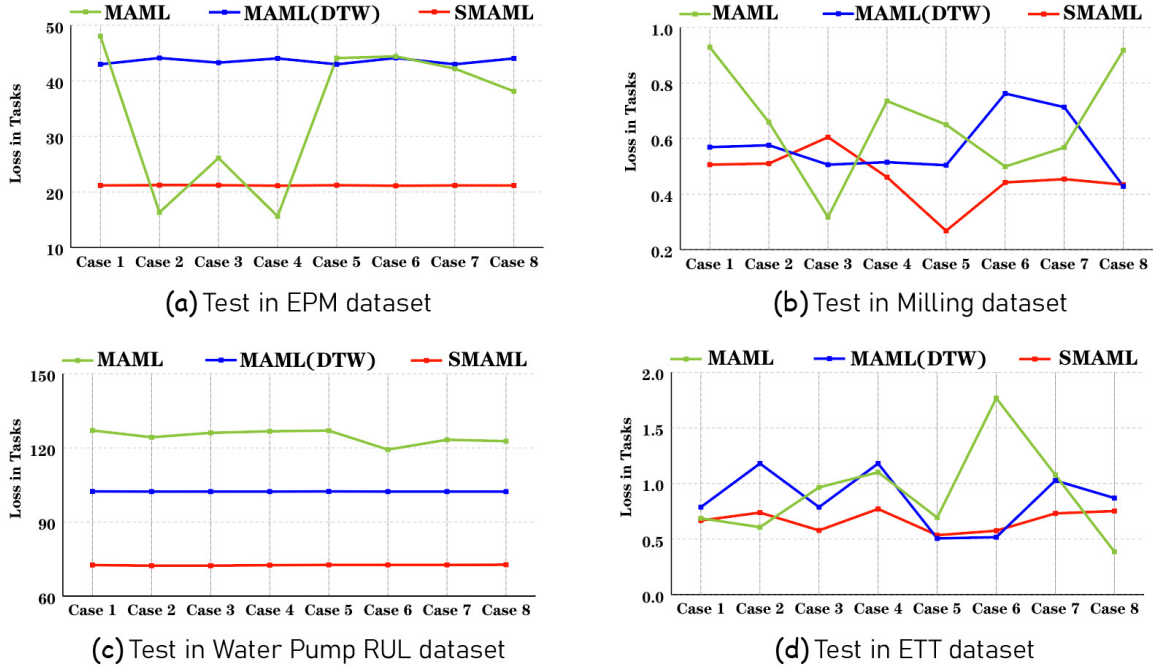 MAML MAML(DTW) SMAML
50
40
30
20
10
Loss in Tasks
Case 1 Case 2 Case 3 Case 4 Case 5 Case 6 Case 7 Case 8
(a) Test in EPM dataset
MAML MAML(DTW) SMAML
1.0
0.8
0.6
0.4
0.2
Loss in Tasks
Case 1 Case 2 Case 3 Case 4 Case 5 Case 6 Case 7 Case 8
(b) Test in Milling dataset
MAML MAML(DTW) SMAML
150
120
90
60
Loss in Tasks
Case 1 Case 2 Case 3 Case 4 Case 5 Case 6 Case 7 Case 8
(c) Test in Water Pump RUL dataset
MAML MAML(DTW) SMAML
2.0
1.5
1.0
0.5
0.0
Loss in Tasks
Case 1 Case 2 Case 3 Case 4 Case 5 Case 6 Case 7 Case 8
(d) Test in ETT dataset